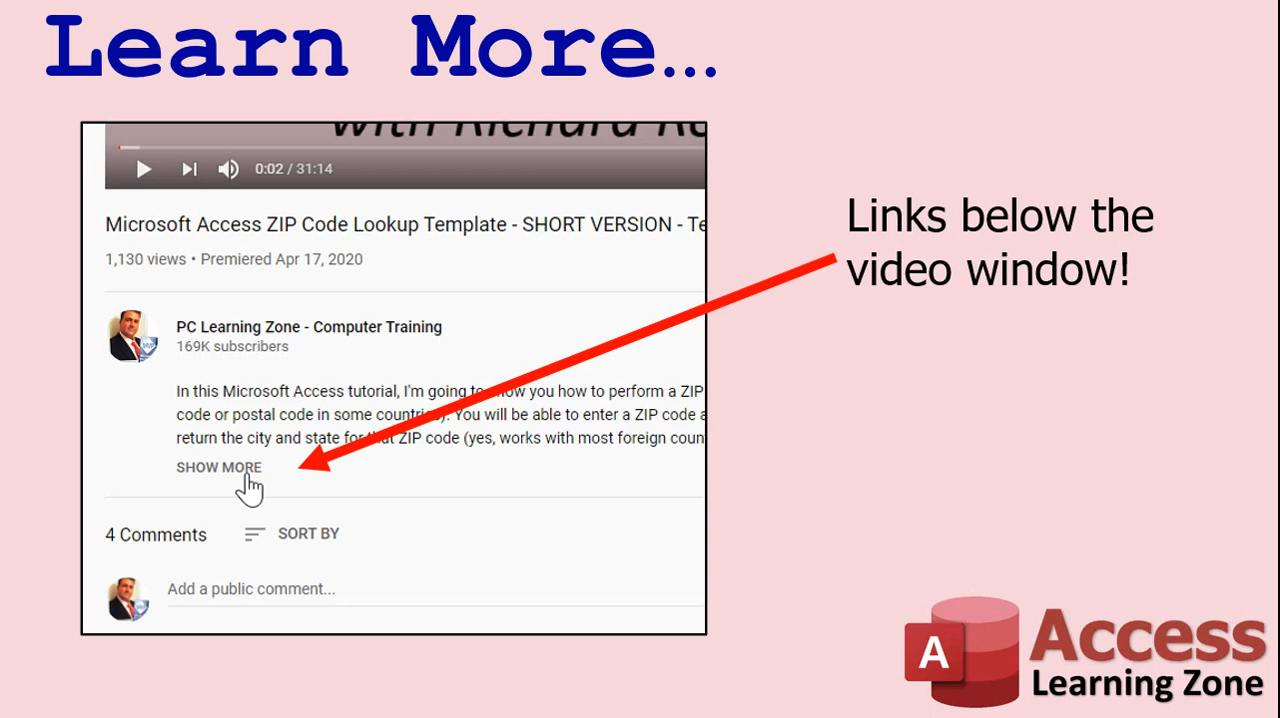 Learn More...
with Richard
0:02 / 31:14
Microsoft Access ZIP Code Lookup Template - SHORT VERSION -
1,130 views • Premiered Apr 17, 2020
PC Learning Zone - Computer Training
169K subscribers
In this Microsoft Access tutorial, I'm going to show you how to perform a ZIP
code or postal code in some countries). You will be able to enter a ZIP code
return the city and state for that ZIP code (yes, works with most foreign
SHOW MORE
4 Comments
SORT BY
Add a public comment...
Links below the
video window!
A
Access
Learning Zone